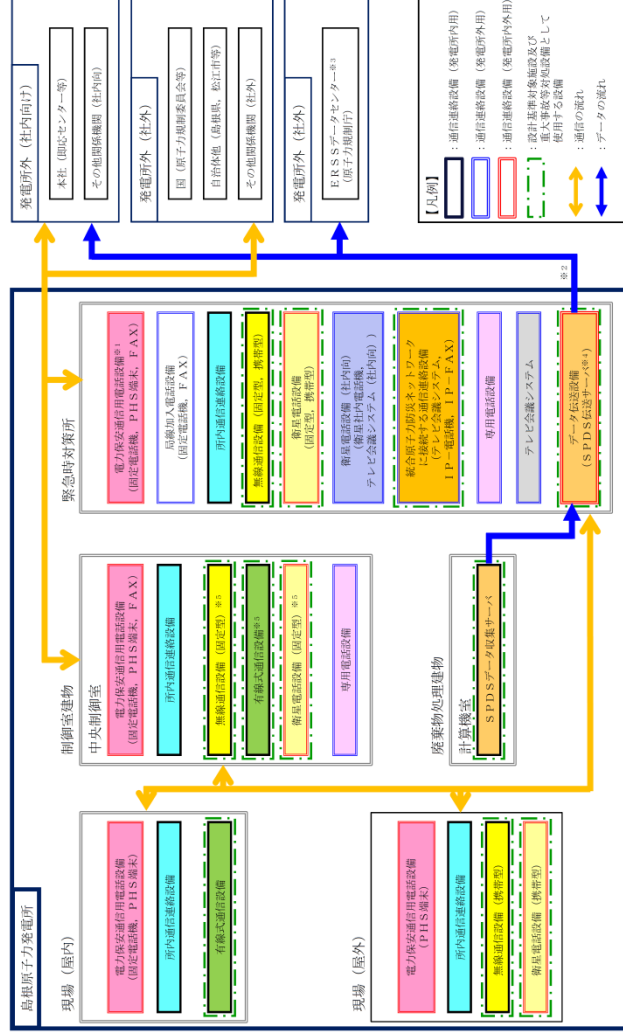 島根原子力発電所
現場(屋内)
電力保安通信用電話設備
(固定電話機、PHS端末)
所内通信連絡設備
有線式通信設備
現場(屋外)
電力保安通信用電話設備
(PHS端末)
所内通信連絡設備
無線通信設備(携帯型)
衛星電話設備(携帯型)
制御室建物
中央制御室
電力保安通信用電話設備
(固定電話機、PHS端末、FAX)
所内通信連絡設備
無線通信設備(固定型)※5
有線式通信設備※5
衛星電話設備(固定型)※5
専用電話設備
廃棄物処理建物
計算機室
SPDSデータ収集サーバ
緊急時対策所
電力保安通信用電話設備※1
(固定電話機、PHS端末、FAX)
局線加入電話設備
(固定電話機、FAX)
所内通信連絡設備
無線通信設備(固定型、携帯型)
衛星電話設備
(固定型、携帯型)
衛星電話設備(社内向)
(衛星社内電話機、
テレビ会議システム(社内向))
統合原子力防災ネットワーク
に接続する通信連絡設備
(テレビ会議システム、
IP-電話機、IP-FAX)
専用電話設備
テレビ会議システム
データ伝送設備
(SPDS伝送サーバ※4)
※2
発電所外(社内向け)
本社(即応センター等)
その他関係機関(社内向)
発電所外(社外)
国(原子力規制委員会等)
自治体他(島根県、松江市等)
その他関係機関(社外)
発電所外(社外)
ERSSデータセンター※3
(原子力規制庁)
【凡例】
:通信連絡設備(発電所内用)
:通信連絡設備(発電所外用)
:通信連絡設備(発電所内外用)
:設計基準対象施設及び
重大事故等対処設備として
使用する設備
:通信の流れ
:データの流れ